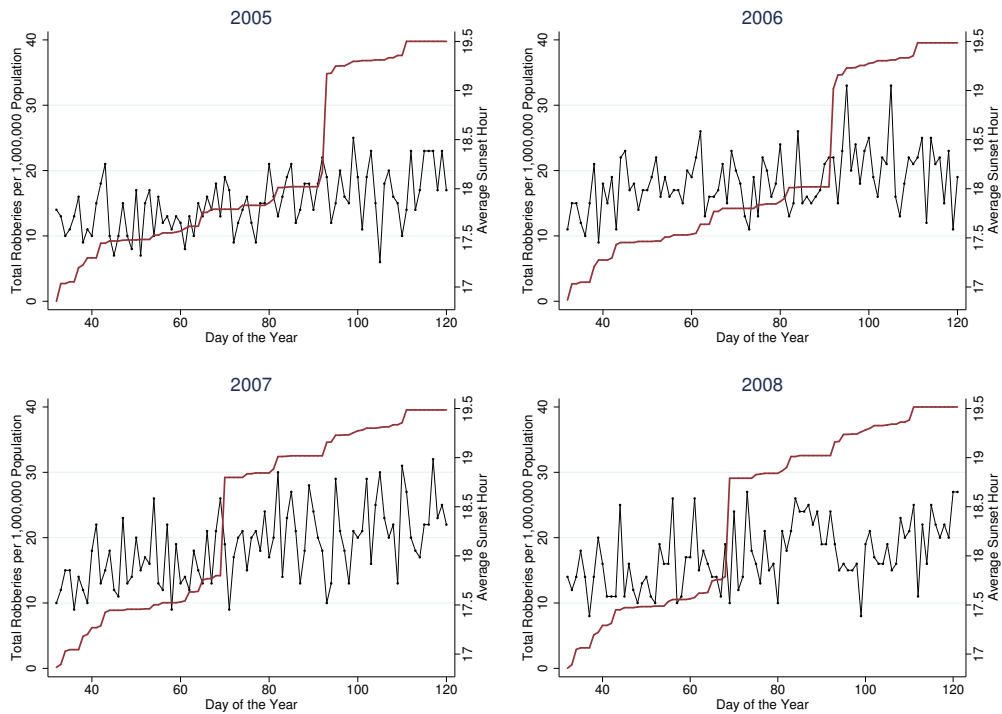 2005
Total Robberies per 1,000,000 Population
0 10 20 30 40
17 17.5 18 18.5 19 19.5
Average Sunset Hour
40 60 80 100 120
Day of the Year
2006
Total Robberies per 1,000,000 Population
0 10 20 30 40
17 17.5 18 18.5 19 19.5
Average Sunset Hour
40 60 80 100 120
Day of the Year
2007
Total Robberies per 1,000,000 Population
0 10 20 30 40
17 17.5 18 18.5 19 19.5
Average Sunset Hour
40 60 80 100 120
Day of the Year
2008
Total Robberies per 1,000,000 Population
0 10 20 30 40
17 17.5 18 18.5 19 19.5
Average Sunset Hour
40 60 80 100 120
Day of the Year